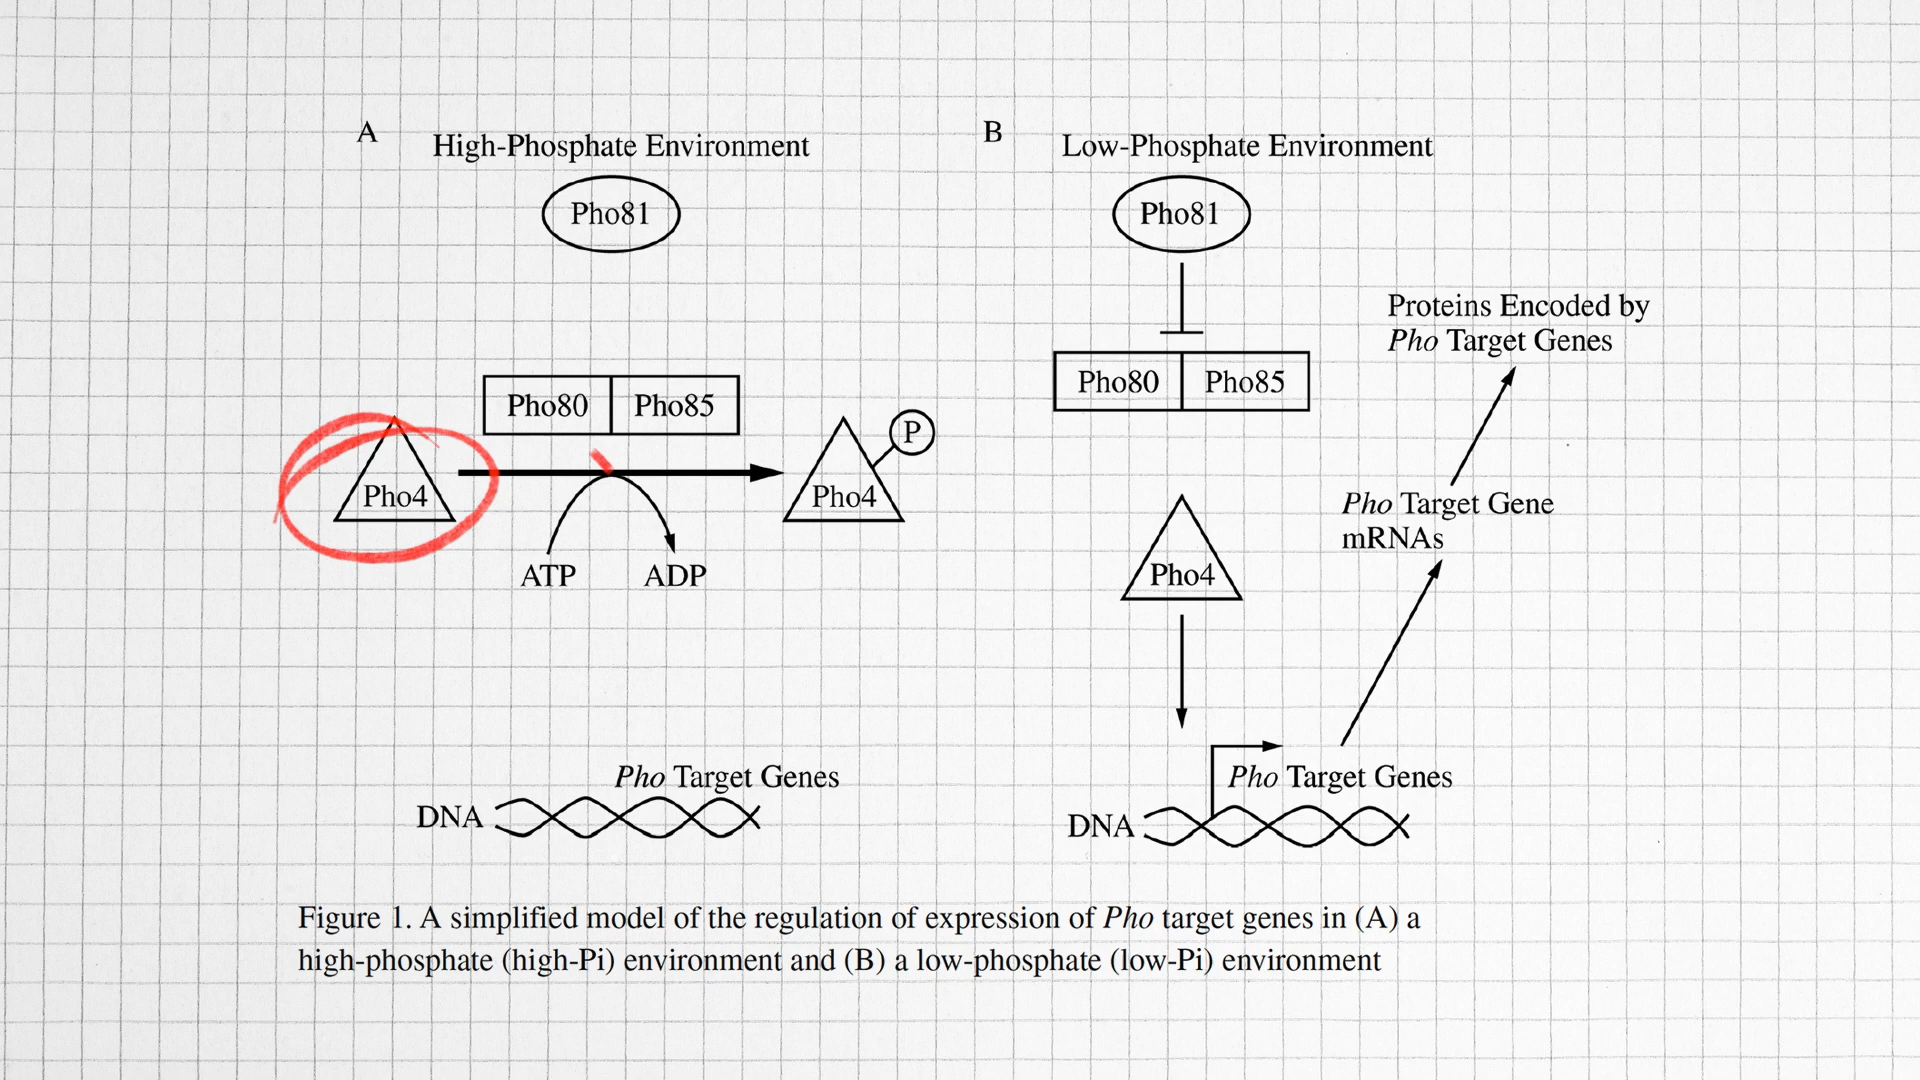 A
High-Phosphate Environment
Pho81
Pho80 Pho85
Pho4
P
Pho4
ATP ADP
Pho Target Genes
DNA
B
Low-Phosphate Environment
Pho81
Pho80 Pho85
Proteins Encoded by
Pho Target Genes
Pho Target Gene
mRNAs
Pho4
Pho Target Genes
DNA
Figure 1. A simplified model of the regulation of expression of Pho target genes in (A) a
high-phosphate (high-Pi) environment and (B) a low-phosphate (low-Pi) environment